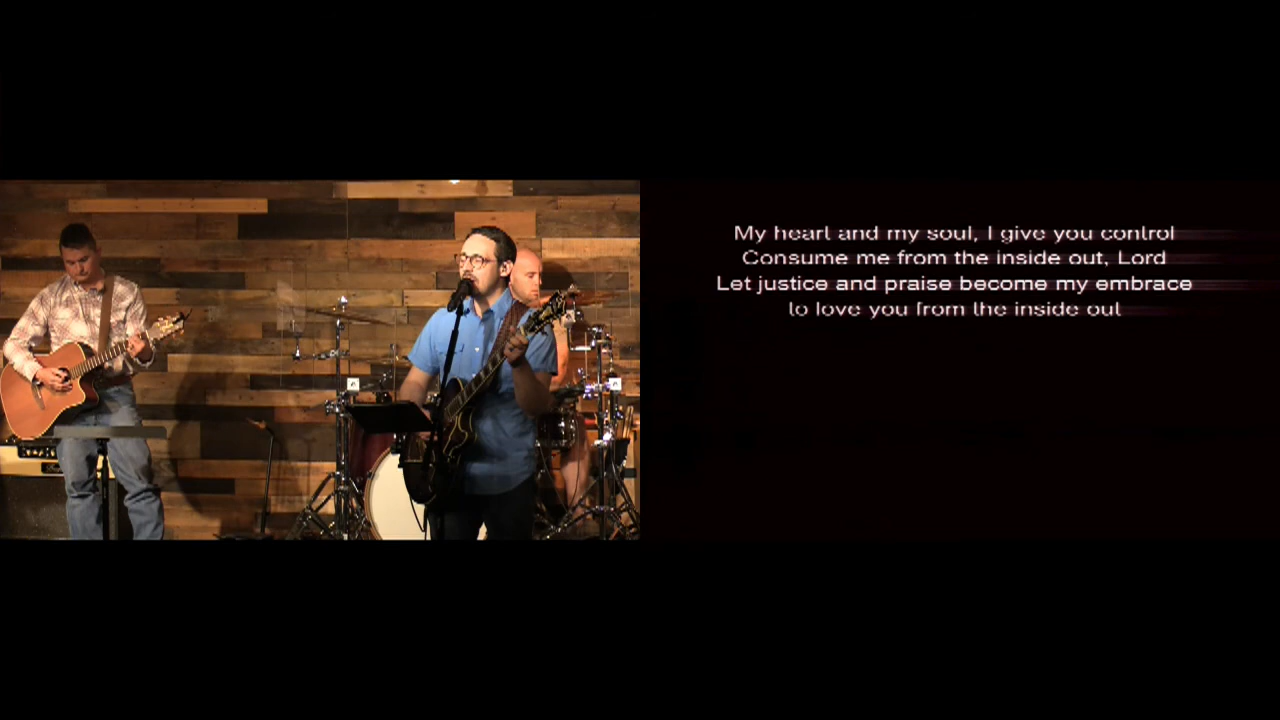 My heart and my soul, I give you control
Consume me from the inside out, Lord
Let justice and praise become my embrace
to love you from the inside out